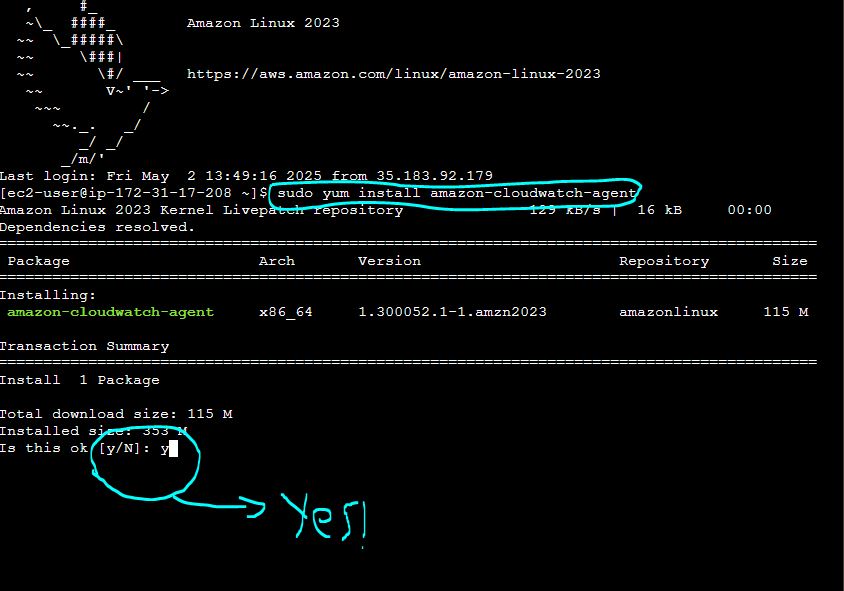 Amazon Linux 2023
https://aws.amazon.com/linux/amazon-linux-2023
Last login: Fri May  2 13:49:16 2025 from 35.183.92.179
[ec2-user@ip-172-31-17-208 ~]$ sudo yum install amazon-cloudwatch-agent
Amazon Linux 2023 Kernel Livepatch repository 129 kB/s | 16 kB 00:00
Dependencies resolved.
Package Arch Version Repository Size
Installing:
amazon-cloudwatch-agent x86_64 1.300052.1-1.amzn2023 amazonlinux 115 M
Transaction Summary
Install  1 Package
Total download size: 115 M
Installed size: 353 M
Is this ok [y/N]: y
Yes!